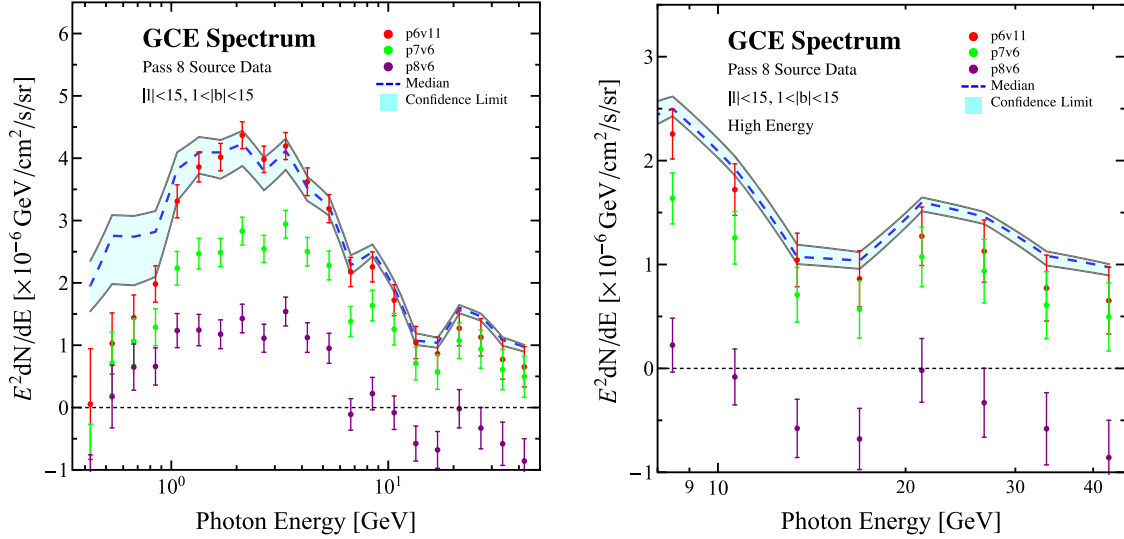 GCE Spectrum
Pass 8 Source Data
|l|<15, 1<|b|<15
p6v11
p7v6
p8v6
Median
Confidence Limit
E²dN/dE [×10⁻⁶ GeV/cm²/s/sr]
6
5
4
3
2
1
0
−1
10⁰
10¹
Photon Energy [GeV]
GCE Spectrum
Pass 8 Source Data
|l|<15, 1<|b|<15
High Energy
p6v11
p7v6
p8v6
Median
Confidence Limit
E²dN/dE [×10⁻⁶ GeV/cm²/s/sr]
3
2
1
0
−1
9
10
20
30
40
Photon Energy [GeV]